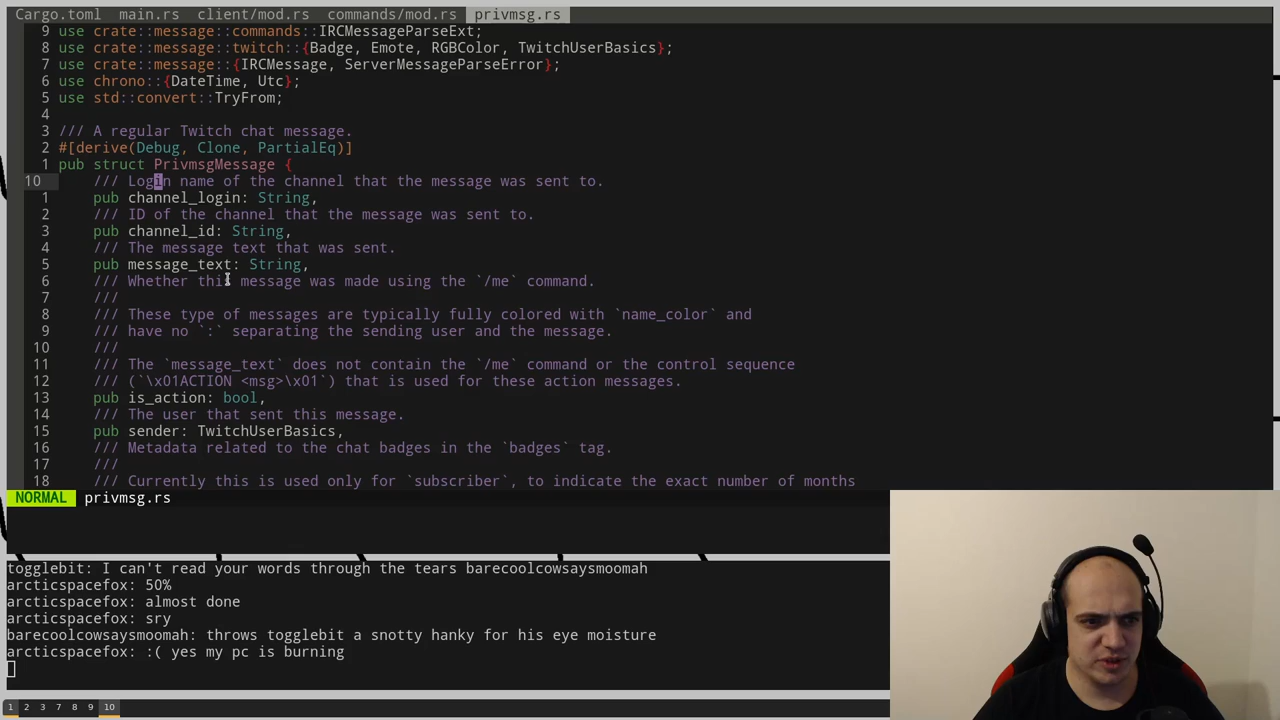 Cargo.toml main.rs client/mod.rs commands/mod.rs privmsg.rs
9 use crate::message::commands::IRCMessageParseExt;
8 use crate::message::twitch::{Badge, Emote, RGBColor, TwitchUserBasics};
7 use crate::message::{IRCMessage, ServerMessageParseError};
6 use chrono::{DateTime, Utc};
5 use std::convert::TryFrom;
4
3 /// A regular Twitch chat message.
2 #[derive(Debug, Clone, PartialEq)]
1 pub struct PrivmsgMessage {
10 /// Login name of the channel that the message was sent to.
1 pub channel_login: String,
2 /// ID of the channel that the message was sent to.
3 pub channel_id: String,
4 /// The message text that was sent.
5 pub message_text: String,
6 /// Whether this message was made using the `/me` command.
7 ///
8 /// These type of messages are typically fully colored with `name_color` and
9 /// have no `:` separating the sending user and the message.
10 ///
11 /// The `message_text` does not contain the `/me` command or the control sequence
12 /// (`\x01ACTION <msg>\x01`) that is used for these action messages.
13 pub is_action: bool,
14 /// The user that sent this message.
15 pub sender: TwitchUserBasics,
16 /// Metadata related to the chat badges in the `badges` tag.
17 ///
18 /// Currently this is used only for `subscriber`, to indicate the exact number of months
NORMAL privmsg.rs
togglebit: I can't read your words through the tears barecoolcowsaysmoomah
arcticspacefox: 50%
arcticspacefox: almost done
arcticspacefox: sry
barecoolcowsaysmoomah: throws togglebit a snotty hanky for his eye moisture
arcticspacefox: :( yes my pc is burning
1 2 3 7 8 9 10